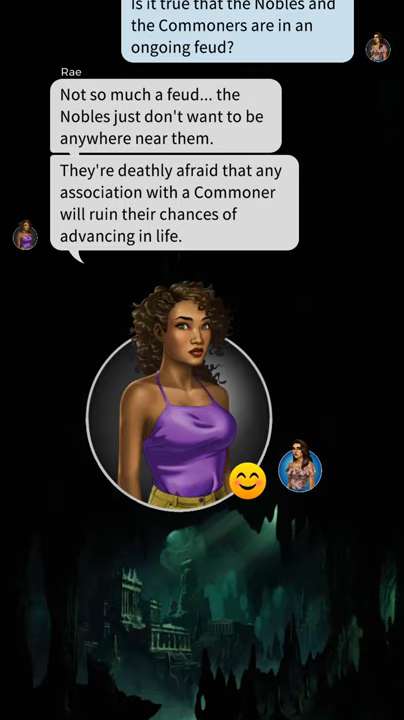 Is it true that the Nobles and
the Commoners are in an
ongoing feud?
Rae
Not so much a feud... the
Nobles just don't want to be
anywhere near them.
They're deathly afraid that any
association with a Commoner
will ruin their chances of
advancing in life.